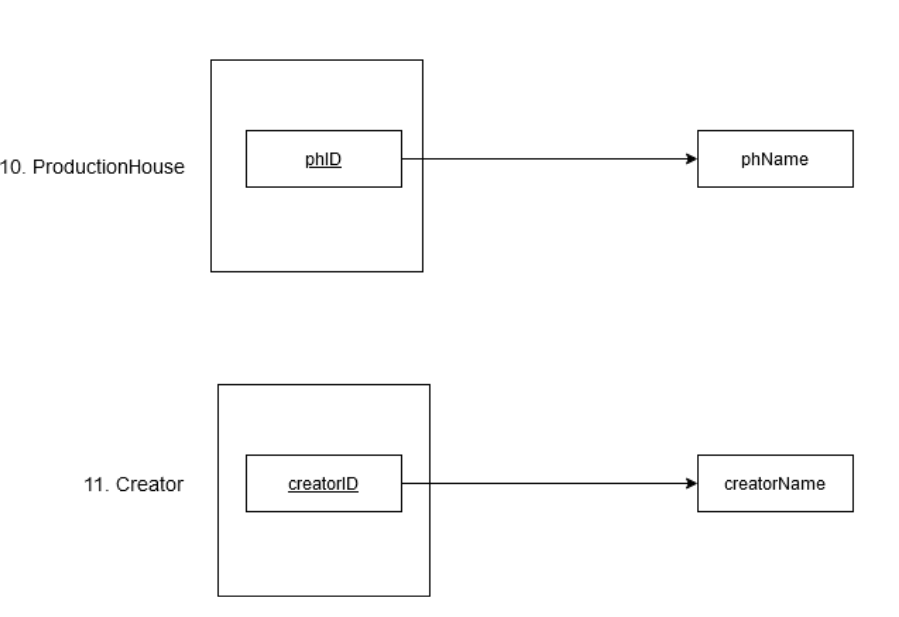 10. ProductionHouse
phID
phName
11. Creator
creatorID
creatorName